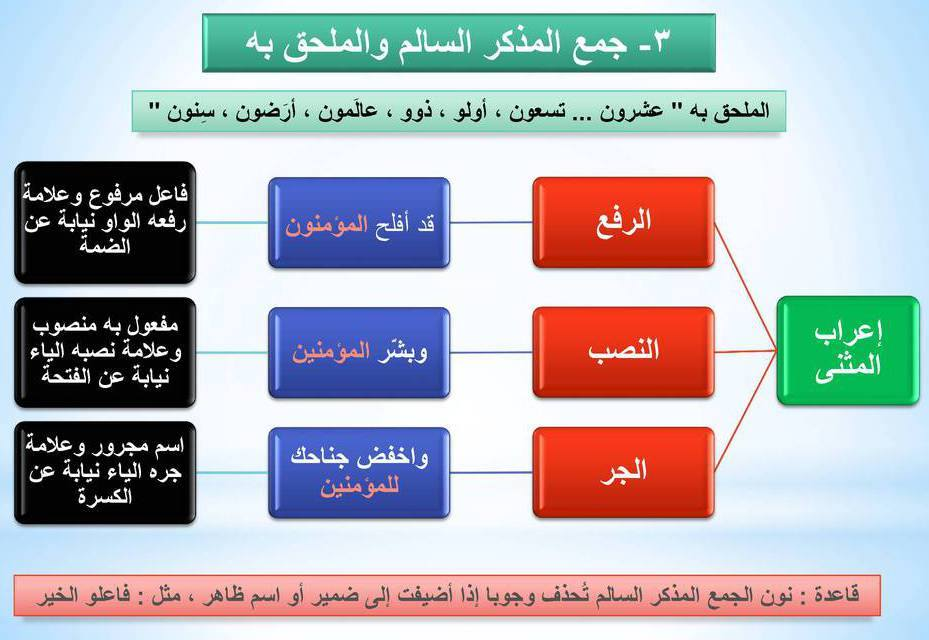 ٣- جمع المذكر السالم والملحق به
الملحق به " عشرون ... تسعون ، أولو ، ذوو ، عالَمون ، أرَضون ، سِنون "
إعراب
المثنى
الرفع
قد أفلح المؤمنون
فاعل مرفوع وعلامة
رفعه الواو نيابة عن
الضمة
النصب
وبشّر المؤمنين
مفعول به منصوب
وعلامة نصبه الياء
نيابة عن الفتحة
الجر
واخفض جناحك
للمؤمنين
اسم مجرور وعلامة
جره الياء نيابة عن
الكسرة
قاعدة : نون الجمع المذكر السالم تُحذف وجوبا إذا أضيفت إلى ضمير أو اسم ظاهر ، مثل : فاعلو الخير